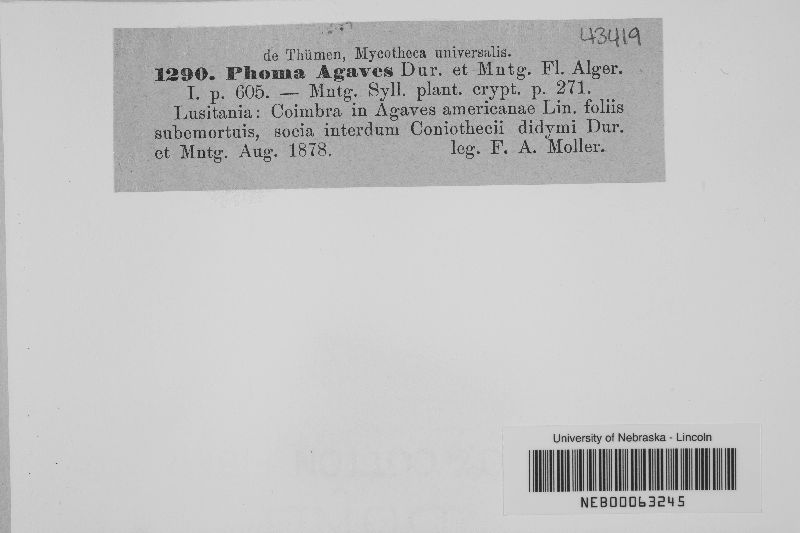 43419
de Thümen, Mycotheca universalis.
1290. Phoma Agaves Dur. et Mntg. Fl. Alger.
I. p. 605. — Mntg. Syll. plant. crypt. p. 271.
Lusitania: Coimbra in Agaves americanae Lin. foliis
subemortuis, socia interdum Coniothecii didymi Dur.
et Mntg. Aug. 1878. leg. F. A. Moller.
University of Nebraska - Lincoln
NEB00063245